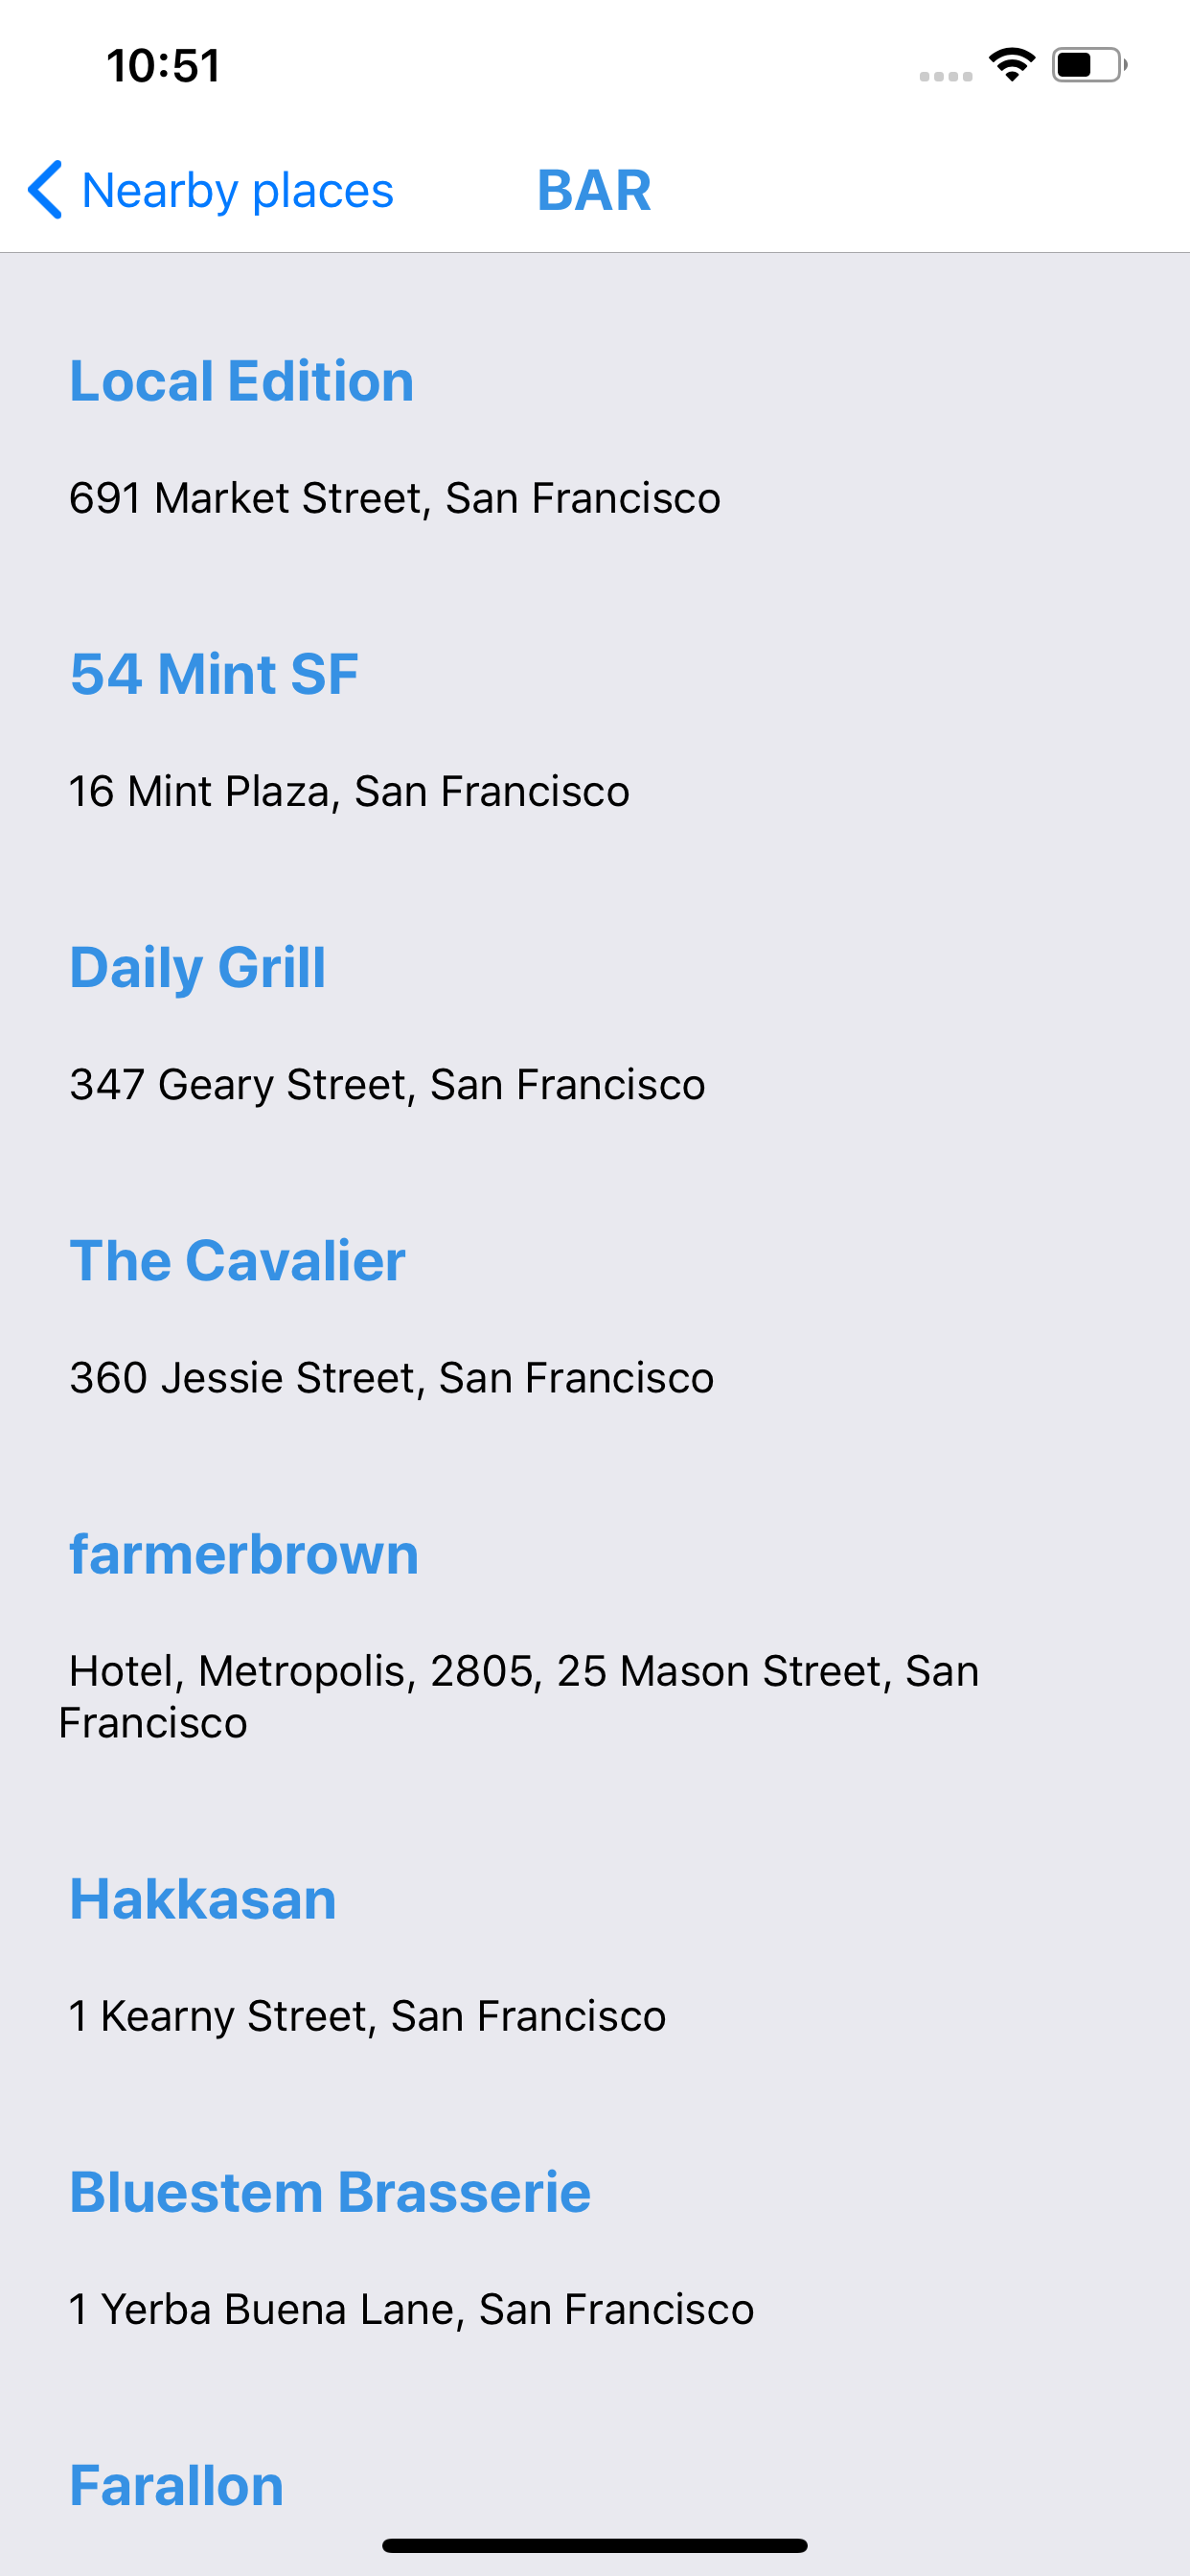 10:51
Nearby places
BAR
Local Edition
691 Market Street, San Francisco
54 Mint SF
16 Mint Plaza, San Francisco
Daily Grill
347 Geary Street, San Francisco
The Cavalier
360 Jessie Street, San Francisco
farmerbrown
Hotel, Metropolis, 2805, 25 Mason Street, San
Francisco
Hakkasan
1 Kearny Street, San Francisco
Bluestem Brasserie
1 Yerba Buena Lane, San Francisco
Farallon